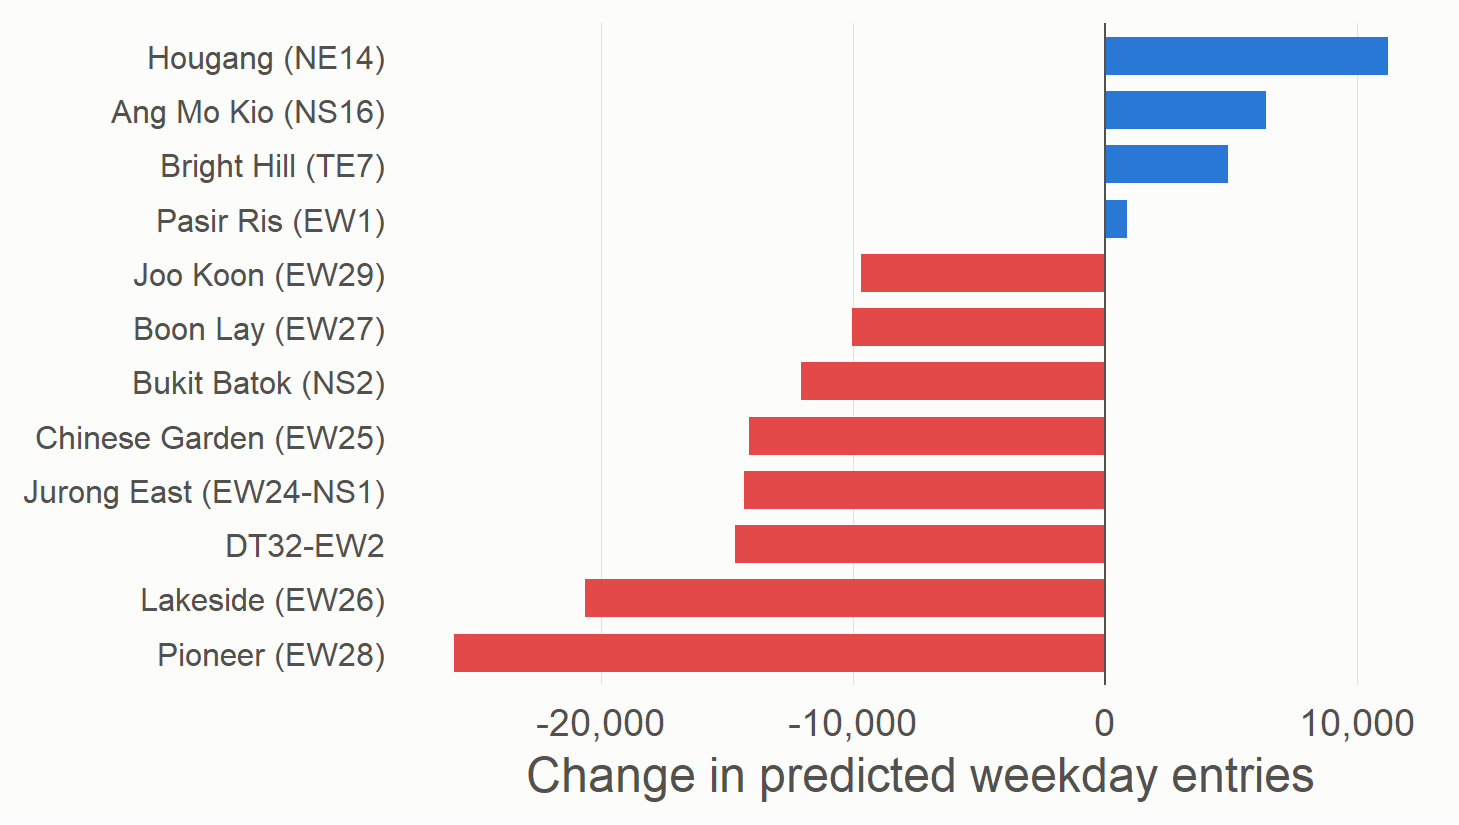 Hougang (NE14)
Ang Mo Kio (NS16)
Bright Hill (TE7)
Pasir Ris (EW1)
Joo Koon (EW29)
Boon Lay (EW27)
Bukit Batok (NS2)
Chinese Garden (EW25)
Jurong East (EW24-NS1)
DT32-EW2
Lakeside (EW26)
Pioneer (EW28)
-20,000 -10,000 0 10,000
Change in predicted weekday entries